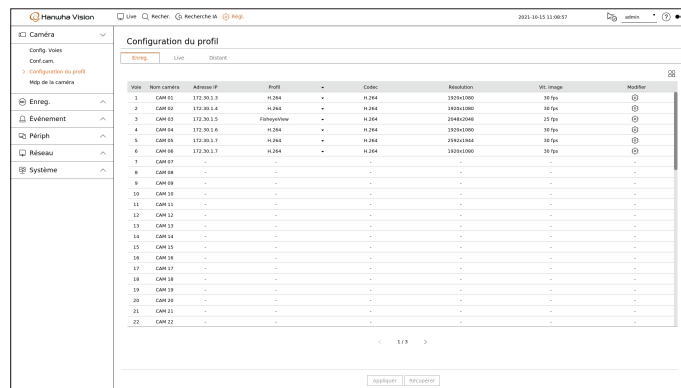 Hanwha Vision Live Recher. Recherche IA Régl. 2021-10-15 11:08:57 admin ?
Caméra
Config. Voies
Conf.cam.
Configuration du profil
Mdp de la caméra
Enreg.
Événement
Périph
Réseau
Système
Configuration du profil
Enreg. Live Distant
Voie Nom caméra Adresse IP Profil Codec Résolution Vit. image Modifier
1 CAM 01 172.30.1.3 H.264 H.264 1920x1080 30 fps
2 CAM 02 172.30.1.4 H.264 H.264 1920x1080 30 fps
3 CAM 03 172.30.1.5 FisheyeView H.264 2048x2048 25 fps
4 CAM 04 172.30.1.6 H.264 H.264 1920x1080 30 fps
5 CAM 05 172.30.1.7 H.264 H.264 2592x1944 30 fps
6 CAM 06 172.30.1.7 H.264 H.264 1920x1080 30 fps
7 CAM 07 - - - - - -
8 CAM 08 - - - - - -
9 CAM 09 - - - - - -
10 CAM 10 - - - - - -
11 CAM 11 - - - - - -
12 CAM 12 - - - - - -
13 CAM 13 - - - - - -
14 CAM 14 - - - - - -
15 CAM 15 - - - - - -
16 CAM 16 - - - - - -
17 CAM 17 - - - - - -
18 CAM 18 - - - - - -
19 CAM 19 - - - - - -
20 CAM 20 - - - - - -
21 CAM 21 - - - - - -
22 CAM 22 - - - - - -
< 1/3 >
Appliquer Récupérer